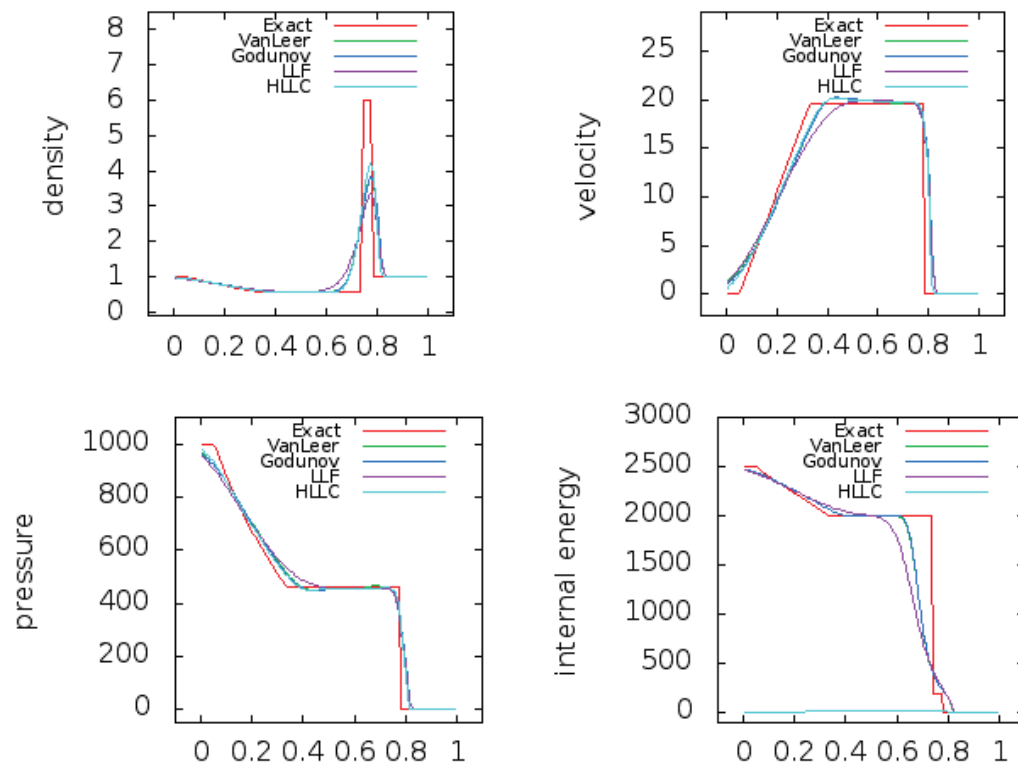 density
8
7
6
5
4
3
2
1
0
Exact
VanLeer
Godunov
LLF
HLLC
0 0.2 0.4 0.6 0.8 1
velocity
25
20
15
10
5
0
Exact
VanLeer
Godunov
LLF
HLLC
0 0.2 0.4 0.6 0.8 1
pressure
1000
800
600
400
200
0
Exact
VanLeer
Godunov
LLF
HLLC
0 0.2 0.4 0.6 0.8 1
internal energy
3000
2500
2000
1500
1000
500
0
Exact
VanLeer
Godunov
LLF
HLLC
0 0.2 0.4 0.6 0.8 1